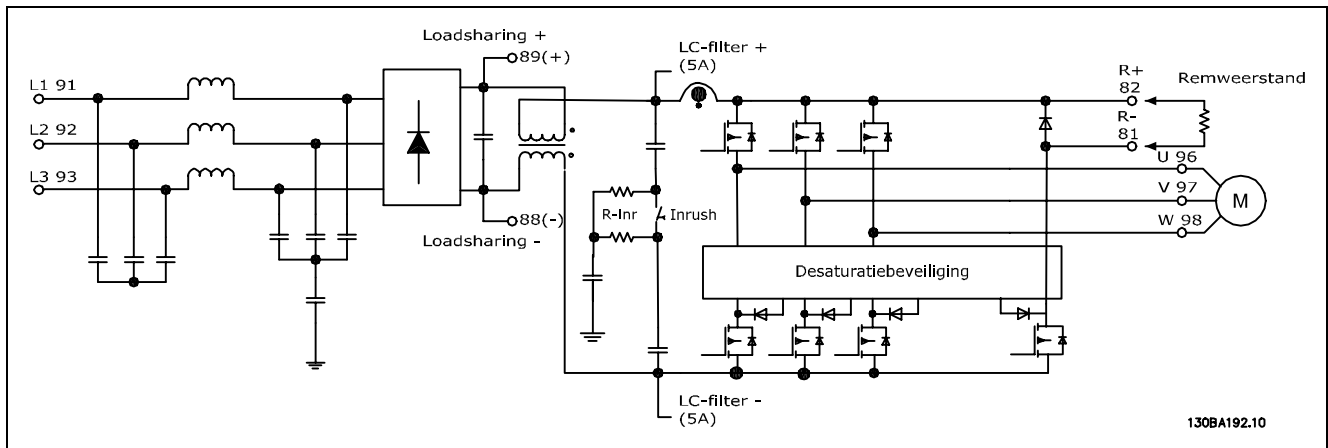 L1 91
L2 92
L3 93
Loadsharing +
89(+)
88(-)
Loadsharing -
LC-filter +
(5A)
R-Inr
Inrush
LC-filter -
(5A)
Desaturatiebeveiliging
R+
82
Remweerstand
R-
81
U 96
V 97
W 98
M
130BA192.10